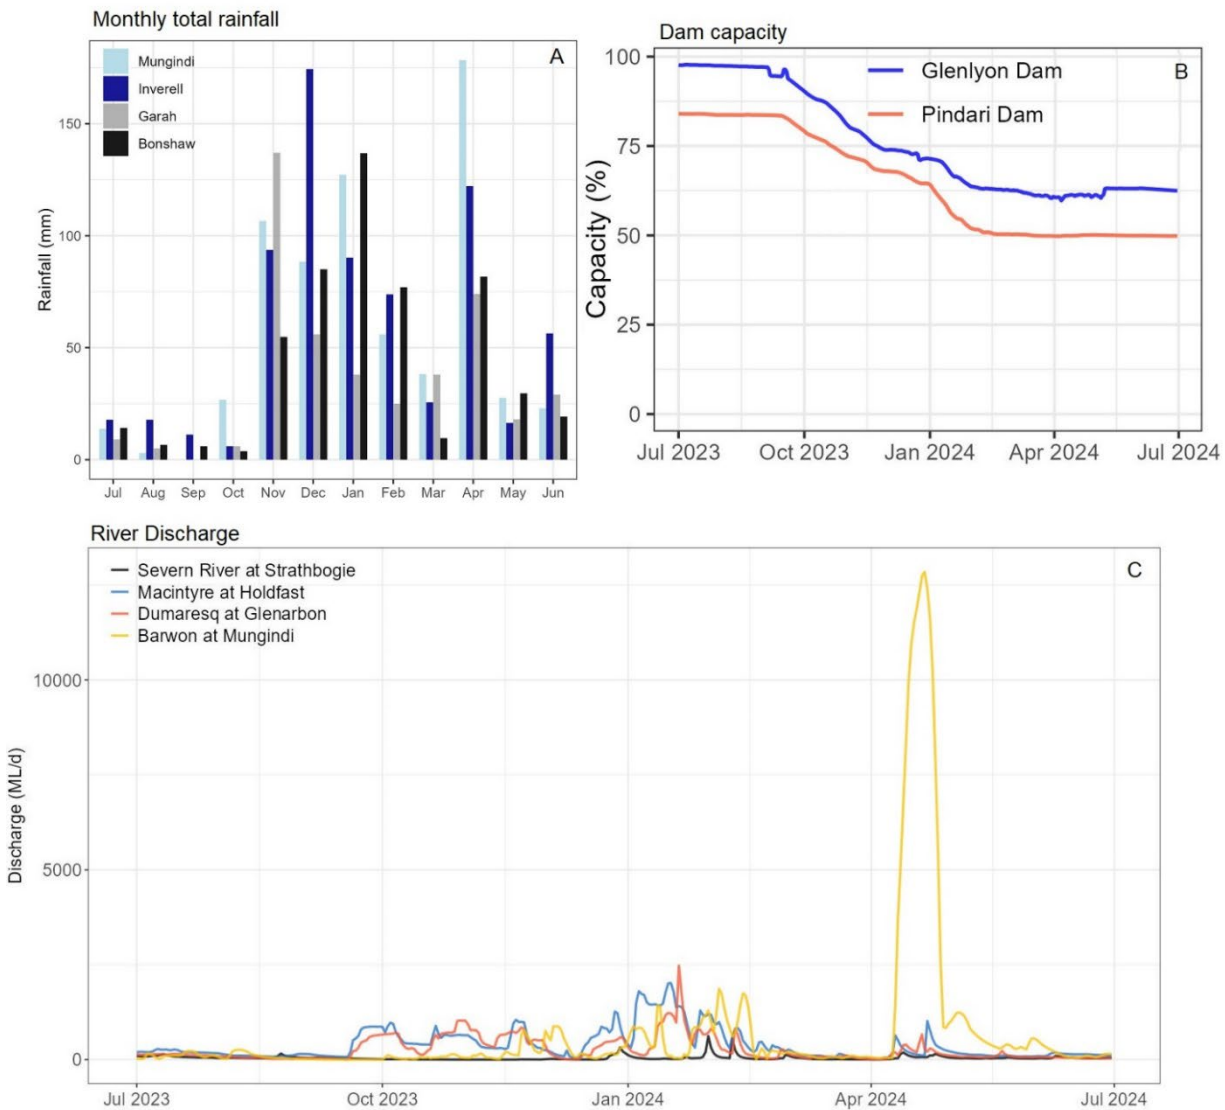 Monthly total rainfall
A
Mungindi
Inverell
Garah
Bonshaw
Rainfall (mm)
150
100
50
0
Jul Aug Sep Oct Nov Dec Jan Feb Mar Apr May Jun
Dam capacity
B
Glenlyon Dam
Pindari Dam
Capacity (%)
100
75
50
25
0
Jul 2023 Oct 2023 Jan 2024 Apr 2024 Jul 2024
River Discharge
C
Severn River at Strathbogie
Macintyre at Holdfast
Dumaresq at Glenarbon
Barwon at Mungindi
Discharge (ML/d)
10000
5000
0
Jul 2023 Oct 2023 Jan 2024 Apr 2024 Jul 2024